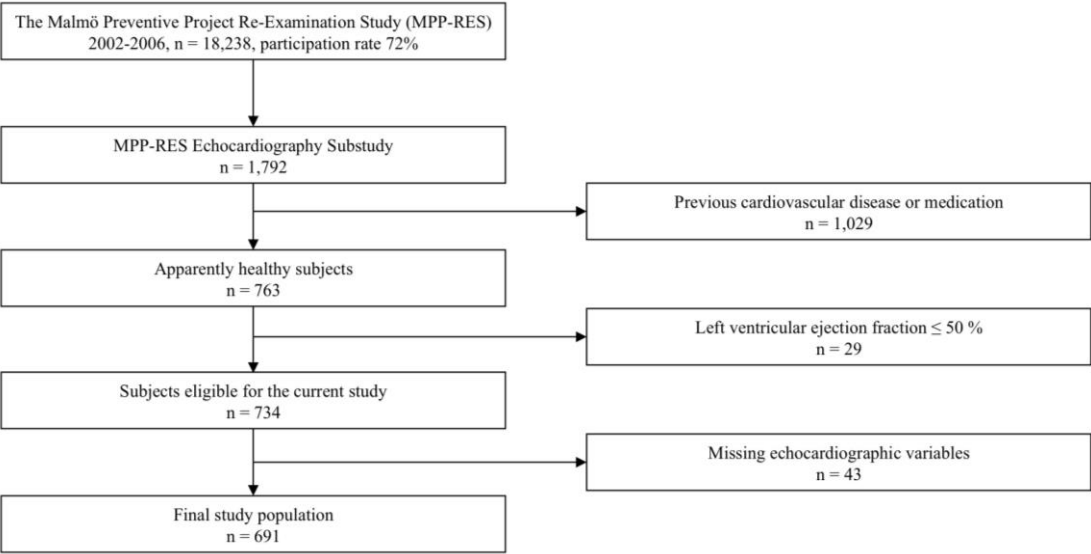 The Malmö Preventive Project Re-Examination Study (MPP-RES)
2002-2006, n = 18,238, participation rate 72%
MPP-RES Echocardiography Substudy
n = 1,792
Previous cardiovascular disease or medication
n = 1,029
Apparently healthy subjects
n = 763
Left ventricular ejection fraction ≤ 50 %
n = 29
Subjects eligible for the current study
n = 734
Missing echocardiographic variables
n = 43
Final study population
n = 691